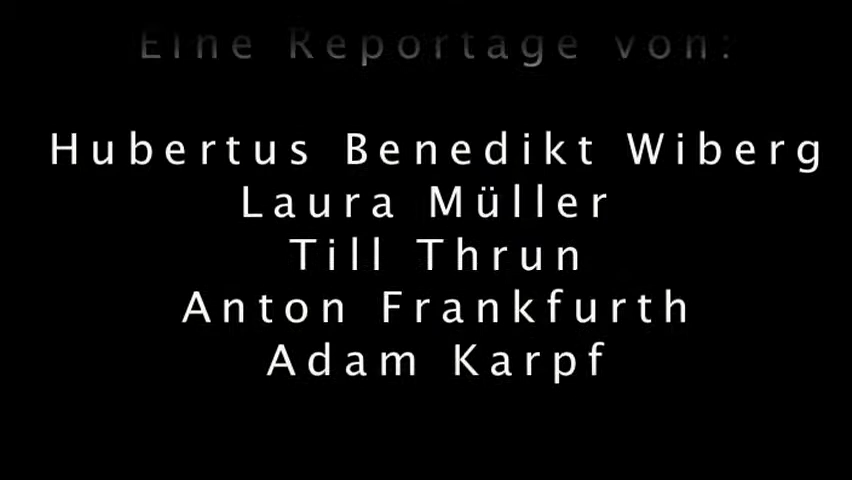 Eine Reportage von:
Hubertus Benedikt Wiberg
Laura Müller
Till Thrun
Anton Frankfurth
Adam Karpf